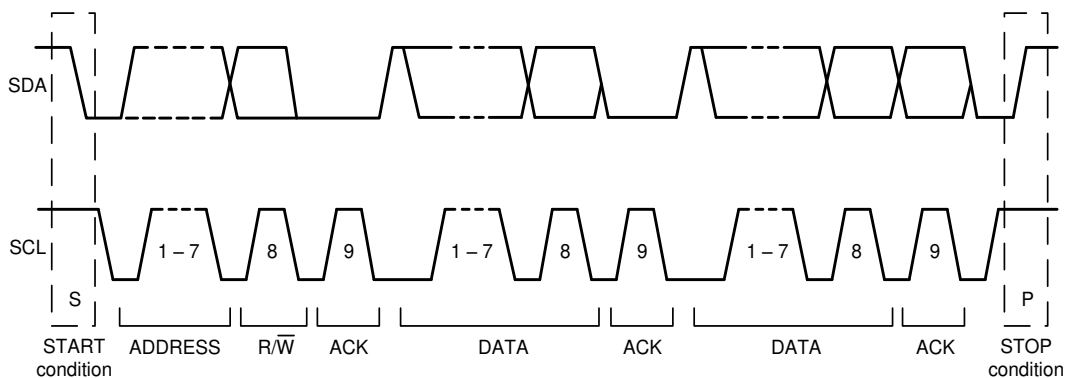 SDA
SCL
1 – 7
8
9
1 – 7
8
9
1 – 7
8
9
S
P
START
condition
ADDRESS
R/W̅
ACK
DATA
ACK
DATA
ACK
STOP
condition